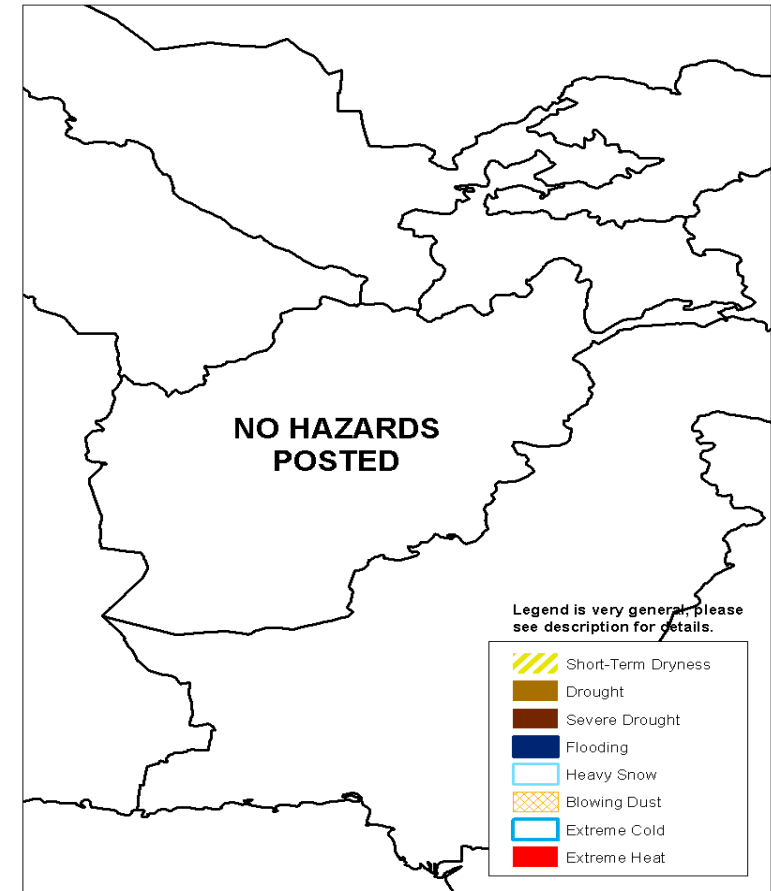 NO HAZARDS
POSTED
Legend is very general, please
see description for details.
Short-Term Dryness
Drought
Severe Drought
Flooding
Heavy Snow
Blowing Dust
Extreme Cold
Extreme Heat